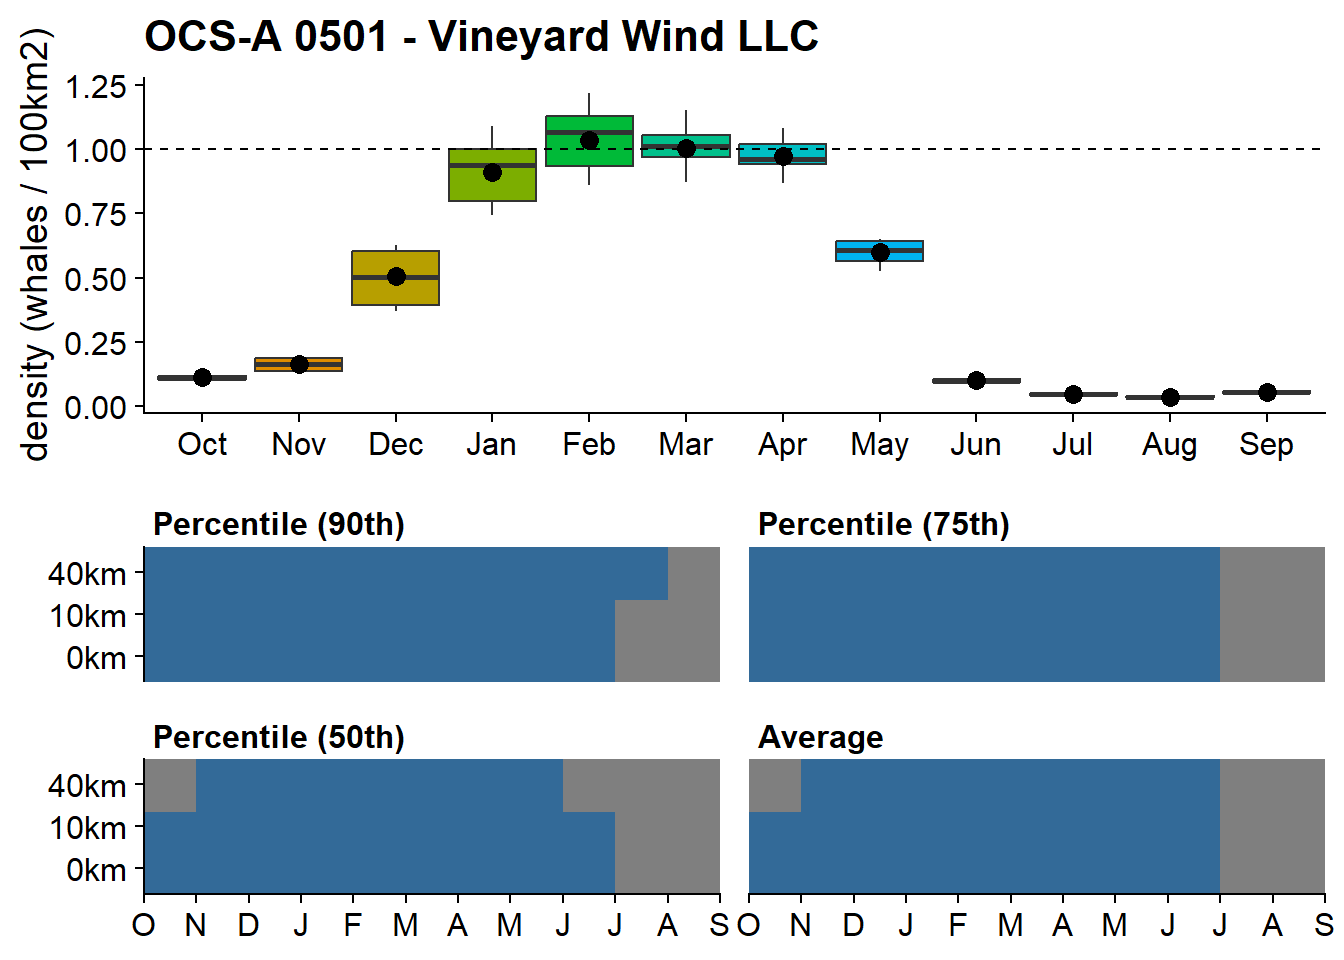 OCS-A 0501 - Vineyard Wind LLC
density (whales / 100km2)
1.25
1.00
0.75
0.50
0.25
0.00
Oct Nov Dec Jan Feb Mar Apr May Jun Jul Aug Sep
Percentile (90th) Percentile (75th)
40km
10km
0km
Percentile (50th) Average
40km
10km
0km
O N D J F M A M J J A S O N D J F M A M J J A S